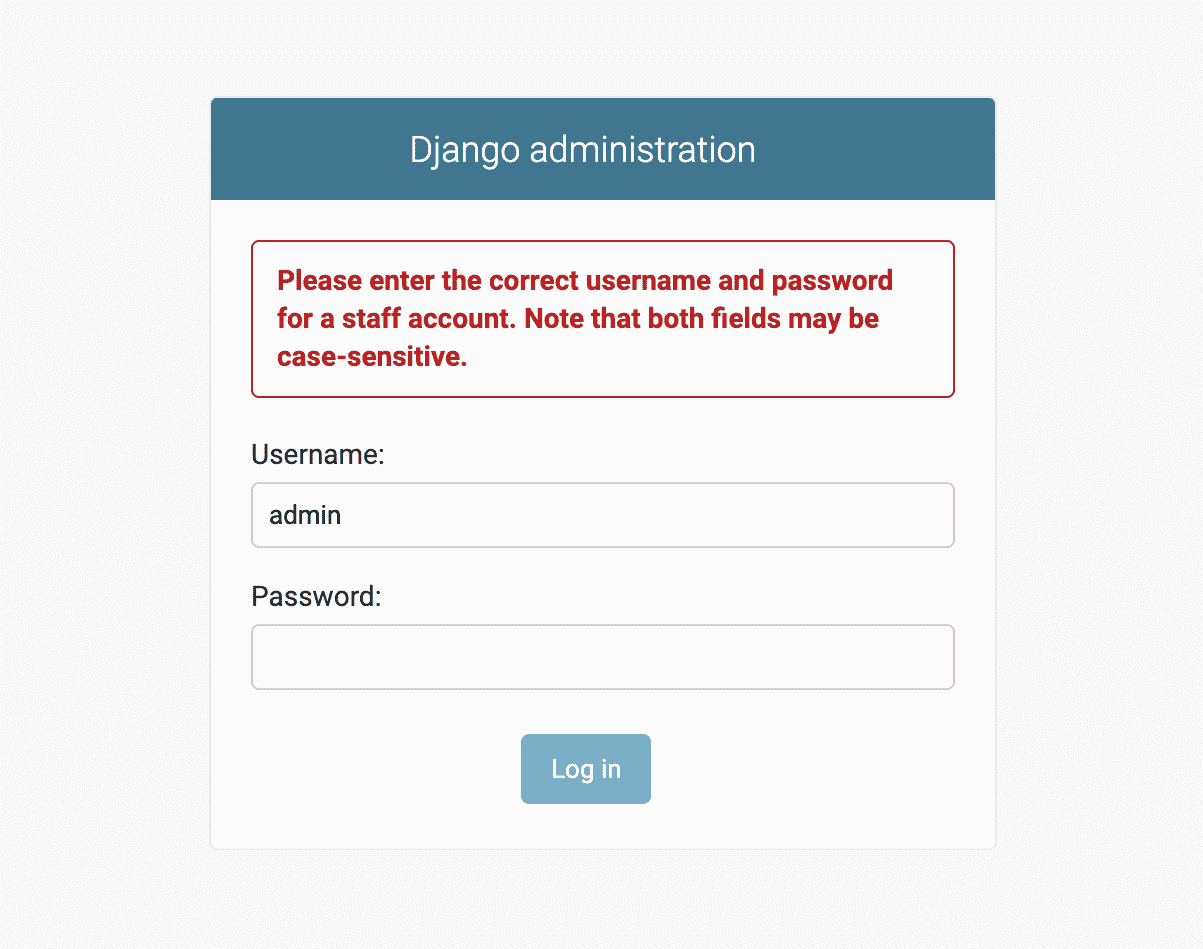 Django administration
Please enter the correct username and password
for a staff account. Note that both fields may be
case-sensitive.
Username:
admin
Password:
Log in